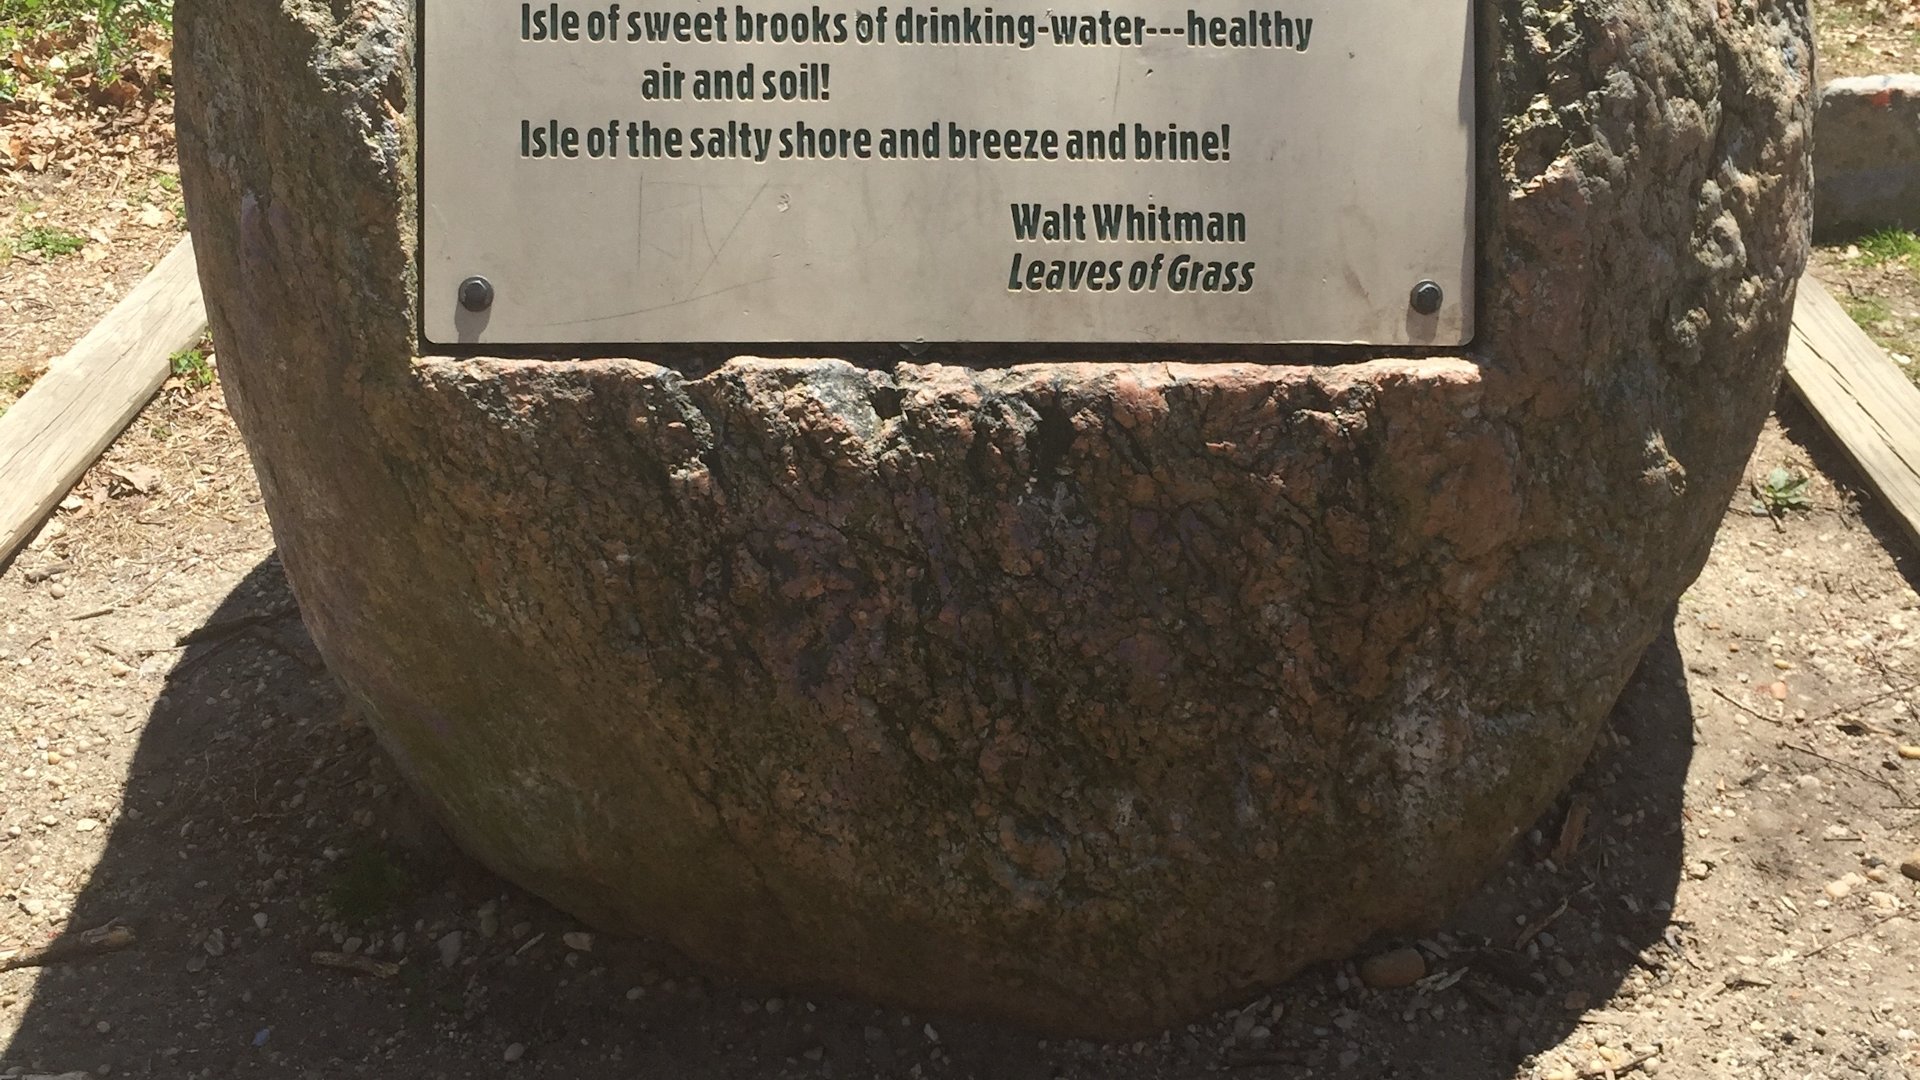 Isle of sweet brooks of drinking-water---healthy
air and soil!
Isle of the salty shore and breeze and brine!
Walt Whitman
Leaves of Grass